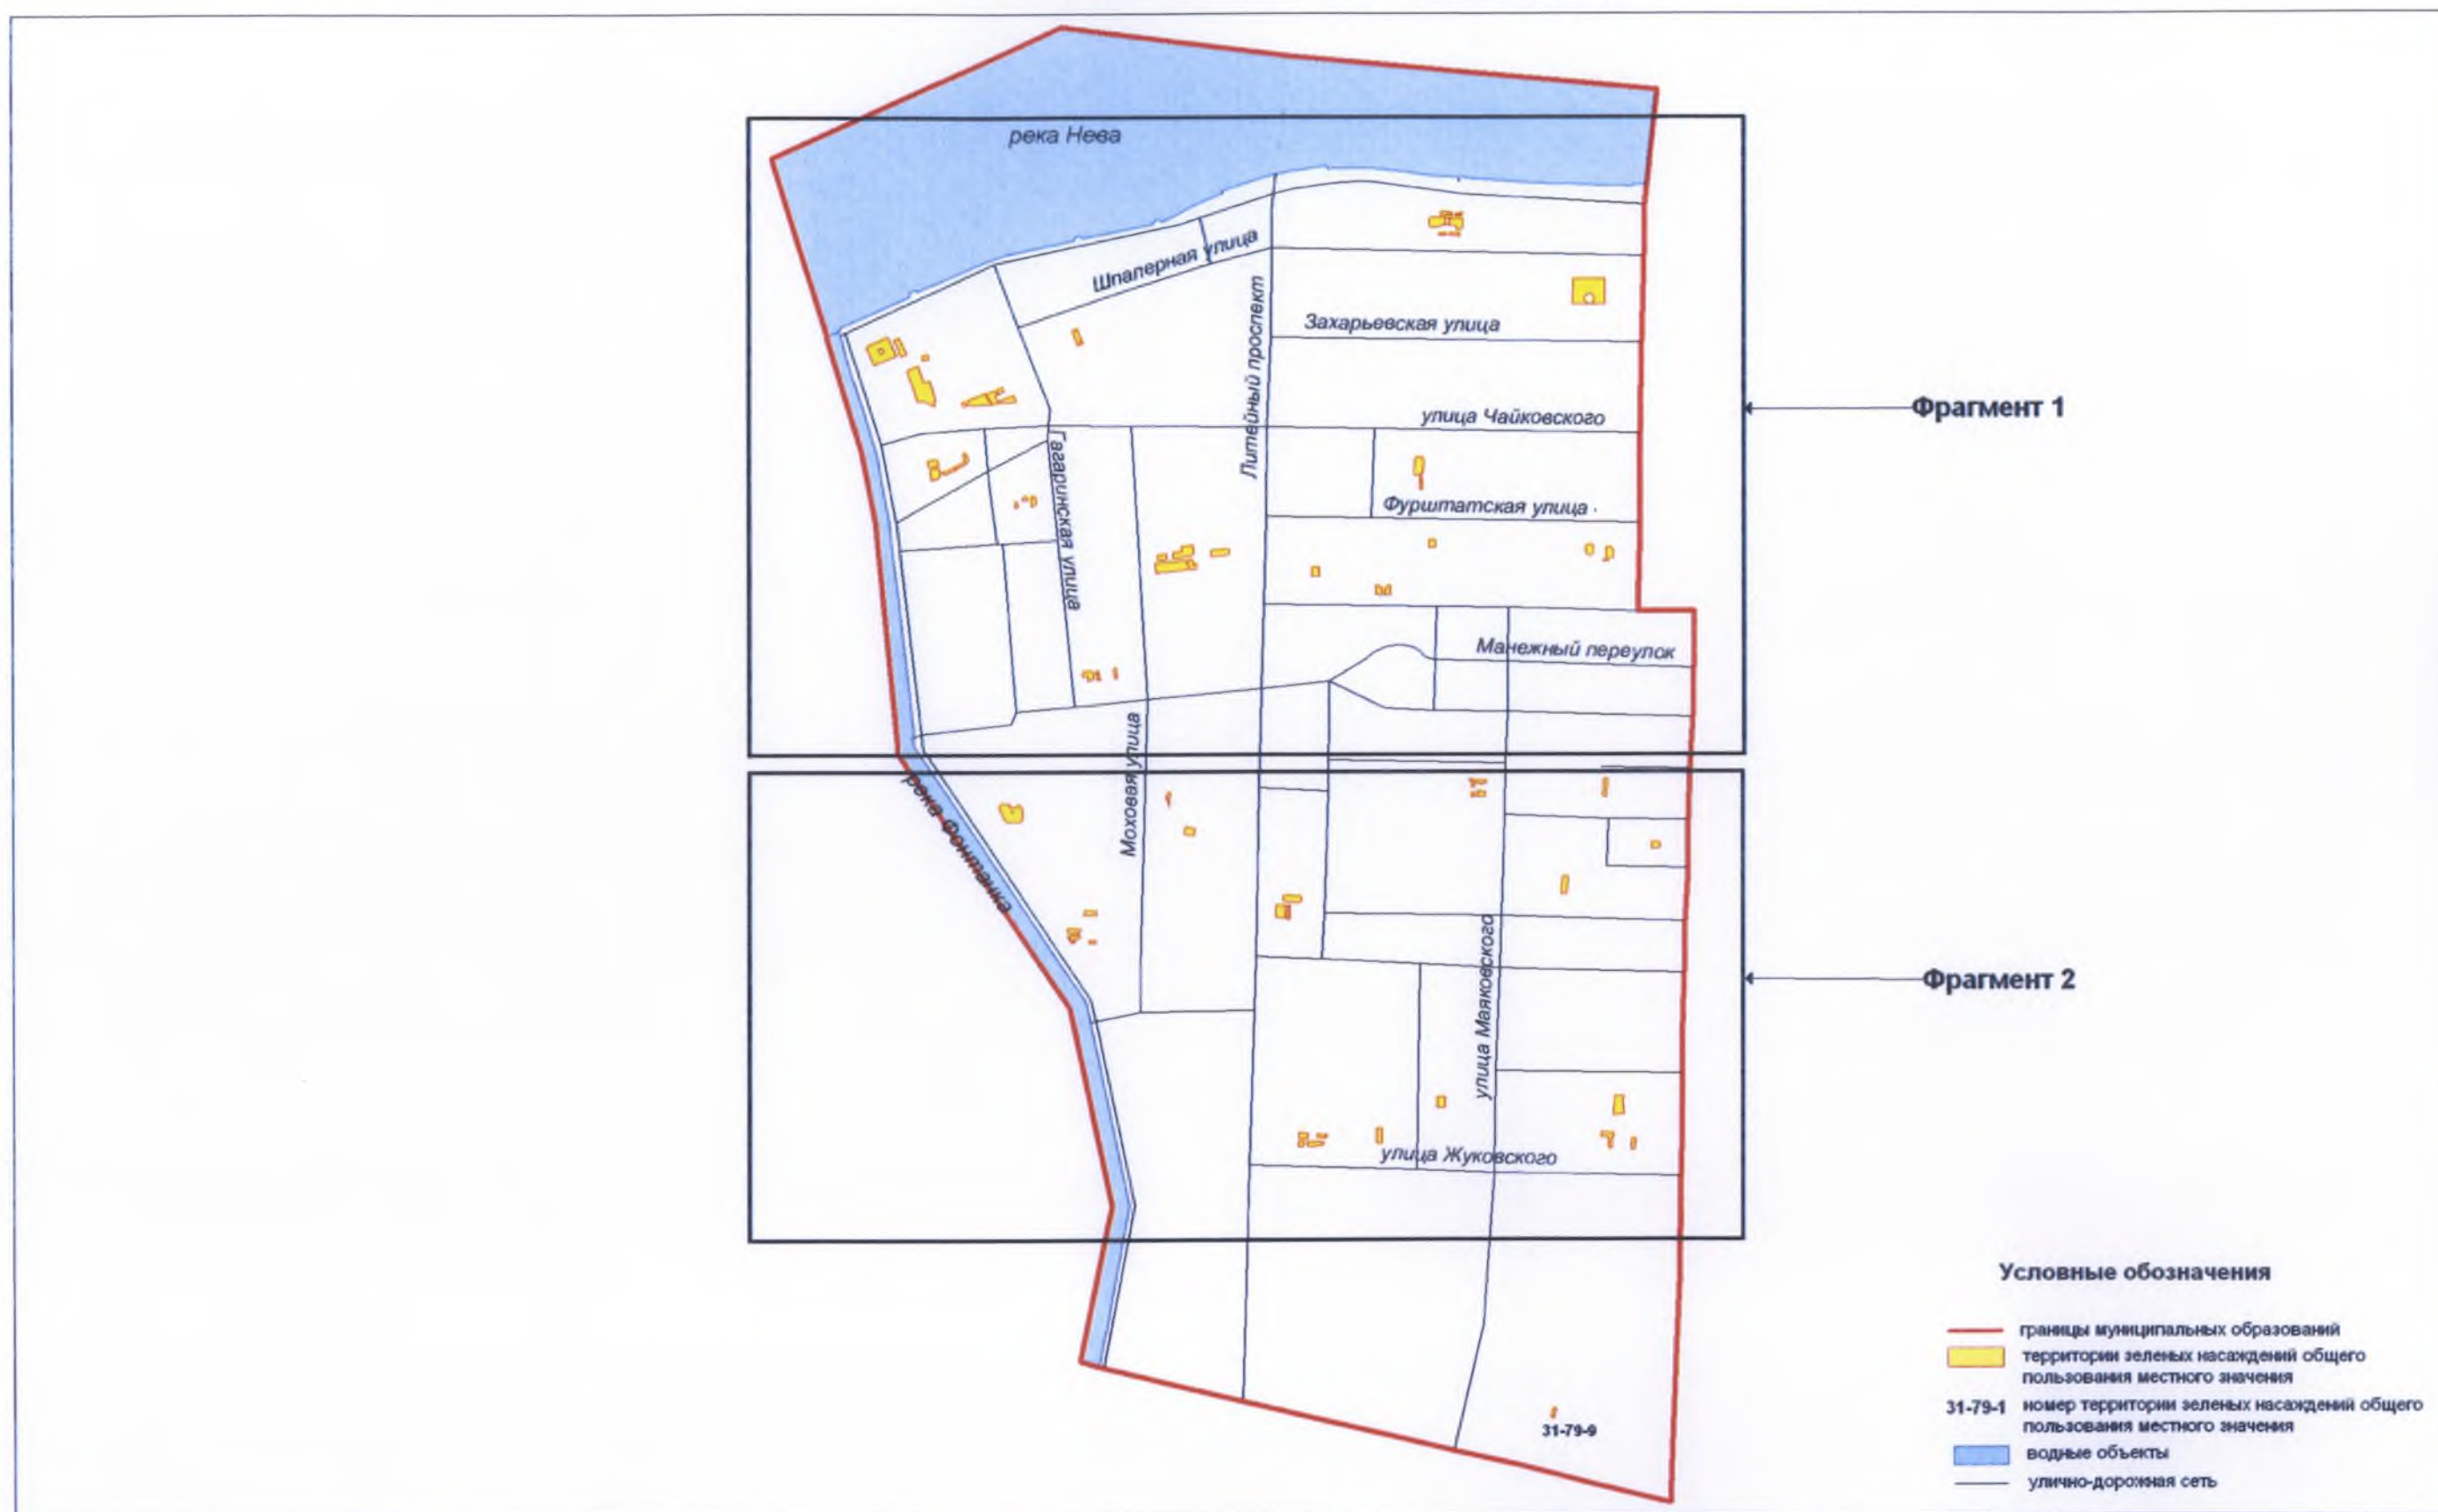 река Нева
Шпалерная улица
Литейный проспект
Захарьевская улица
улица Чайковского
Фрагмент 1
Гагаринская улица
Фурштатская улица
Манежный переулок
Моховая улица
река Фонтанка
улица Маяковского
Фрагмент 2
улица Жуковского
31-79-9
Условные обозначения
границы муниципальных образований
территории зеленых насаждений общего
пользования местного значения
31-79-1 номер территории зеленых насаждений общего
пользования местного значения
водные объекты
улично-дорожная сеть